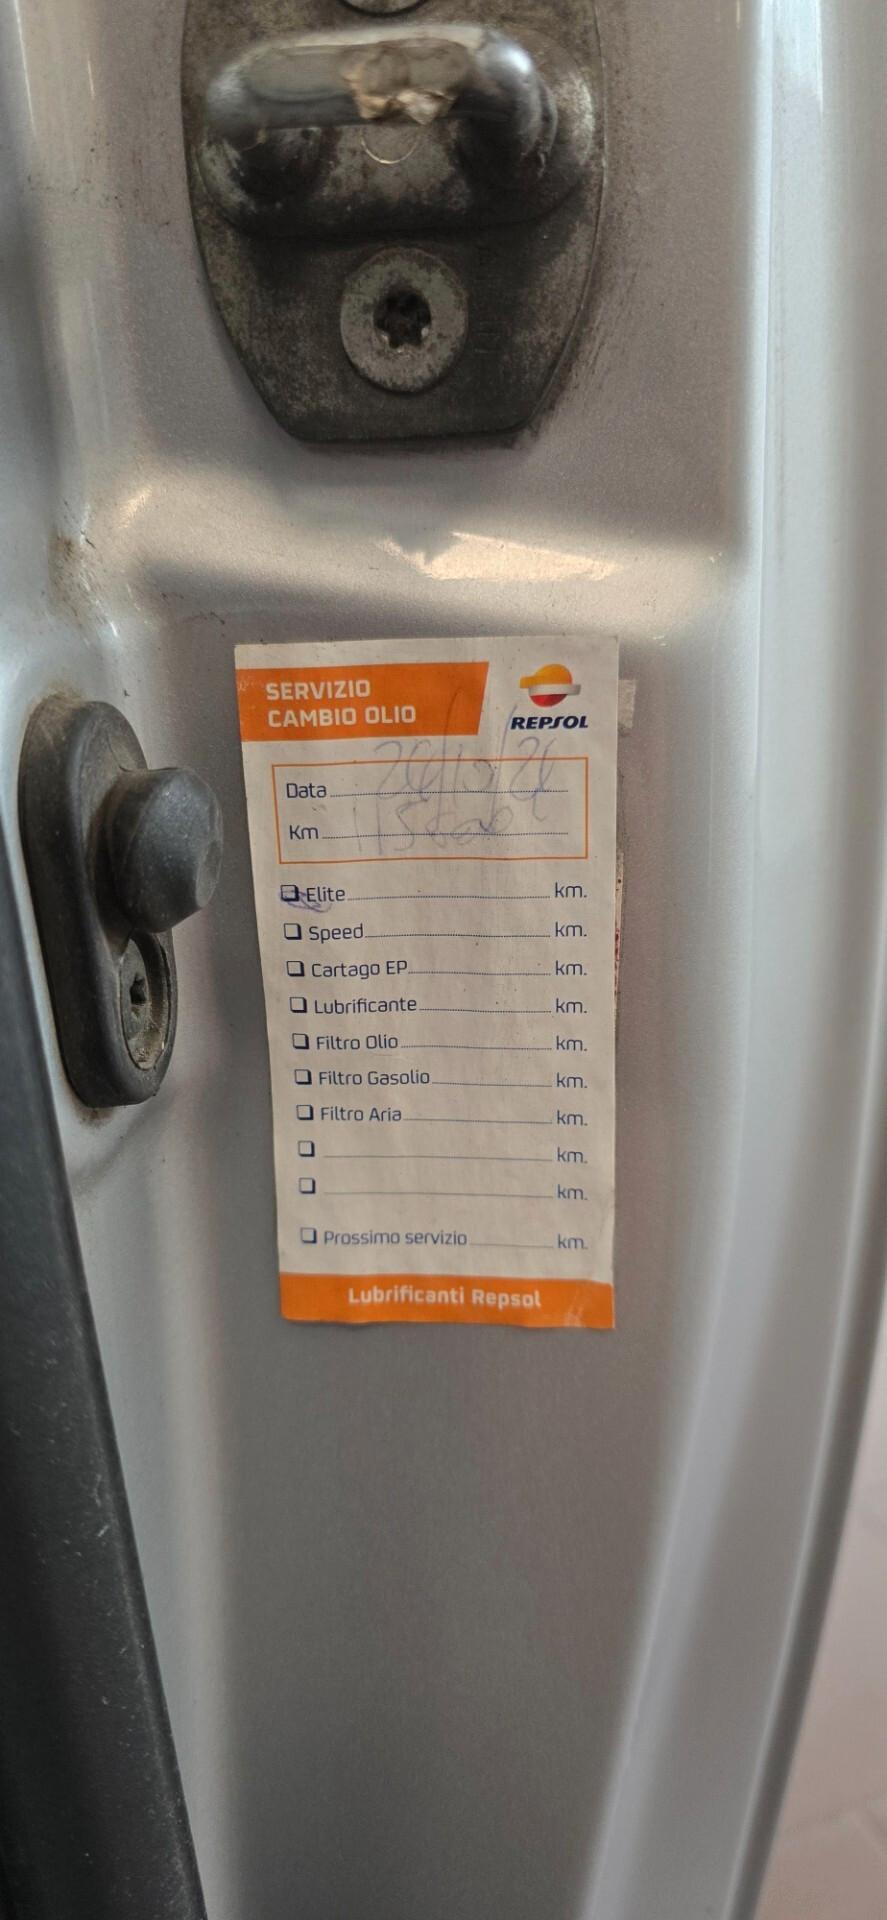 SERVIZIO
CAMBIO OLIO
REPSOL
Data
Km
Elite km.
Speed km.
Cartago EP km.
Lubrificante km.
Filtro Olio km.
Filtro Gasolio km.
Filtro Aria km.
km.
km.
Prossimo servizio km.
Lubrificanti Repsol